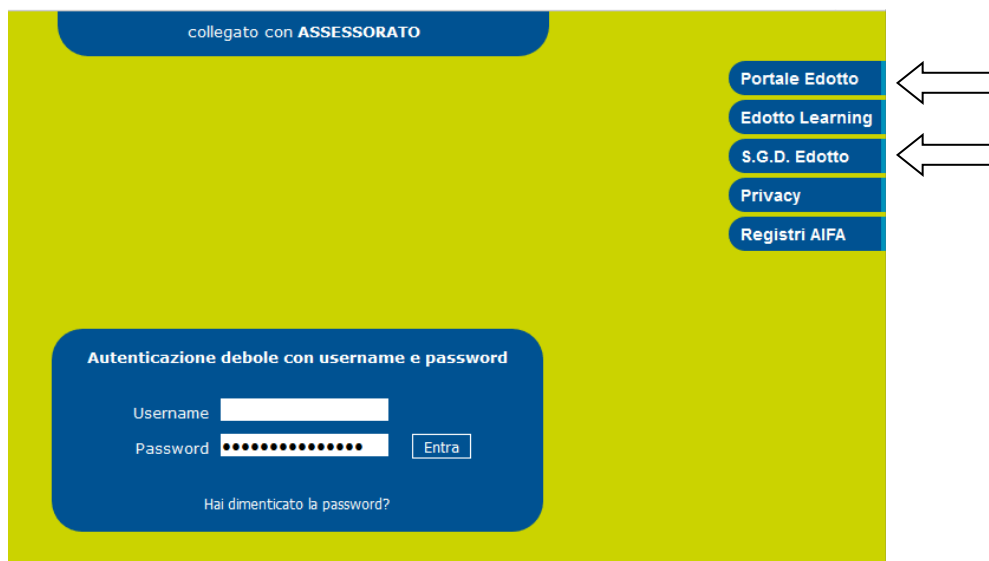 collegato con ASSESSORATO
Portale Edotto
Edotto Learning
S.G.D. Edotto
Privacy
Registri AIFA
Autenticazione debole con username e password
Username
Password ●●●●●●●●●●●●●●● Entra
Hai dimenticato la password?